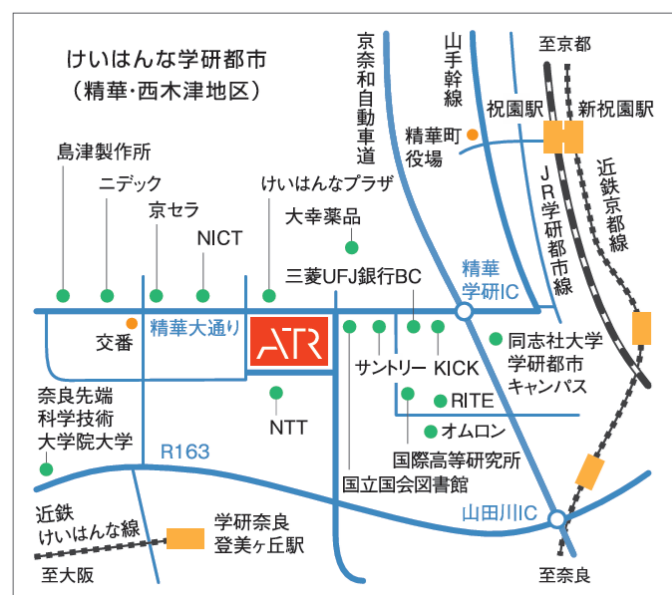 けいはんな学研都市
（精華・西木津地区）
京奈和自動車道
山手幹線
至京都
祝園駅
新祝園駅
精華町
役場
近鉄京都線
JR学研都市線
島津製作所
ニデック
京セラ
NICT
けいはんなプラザ
大幸薬品
三菱UFJ銀行BC
精華
学研IC
交番
精華大通り
ATR
サントリー
KICK
同志社大学
学研都市
キャンパス
奈良先端
科学技術
大学院大学
NTT
RITE
オムロン
国際高等研究所
国立国会図書館
R163
山田川IC
近鉄
けいはんな線
至大阪
学研奈良
登美ヶ丘駅
至奈良